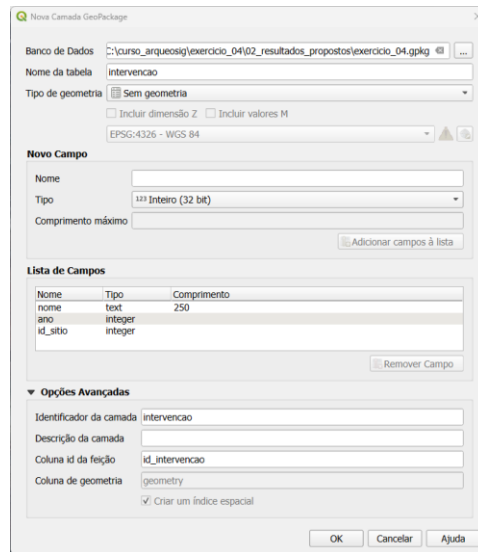 Nova Camada GeoPackage
Banco de Dados C:\curso_arqueosig\exercicio_04\02_resultados_propostos\exercicio_04.gpkg ...
Nome da tabela intervencao
Tipo de geometria Sem geometria
Incluir dimensão Z Incluir valores M
EPSG:4326 - WGS 84
Novo Campo
Nome
Tipo 123 Inteiro (32 bit)
Comprimento máximo
Adicionar campos à lista
Lista de Campos
Nome Tipo Comprimento
nome text 250
ano integer
id_sitio integer
Remover Campo
Opções Avançadas
Identificador da camada intervencao
Descrição da camada
Coluna id da feição id_intervencao
Coluna de geometria geometry
Criar um índice espacial
OK Cancelar Ajuda